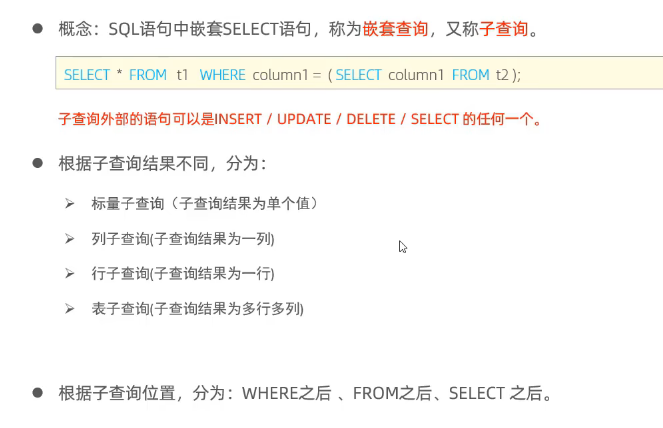 ● 概念：SQL语句中嵌套SELECT语句，称为嵌套查询，又称子查询。
SELECT * FROM t1 WHERE column1 = ( SELECT column1 FROM t2 );
子查询外部的语句可以是INSERT / UPDATE / DELETE / SELECT 的任何一个。
● 根据子查询结果不同，分为：
➢ 标量子查询（子查询结果为单个值）
➢ 列子查询(子查询结果为一列)
➢ 行子查询(子查询结果为一行)
➢ 表子查询(子查询结果为多行多列)
● 根据子查询位置，分为：WHERE之后 、FROM之后、SELECT 之后。